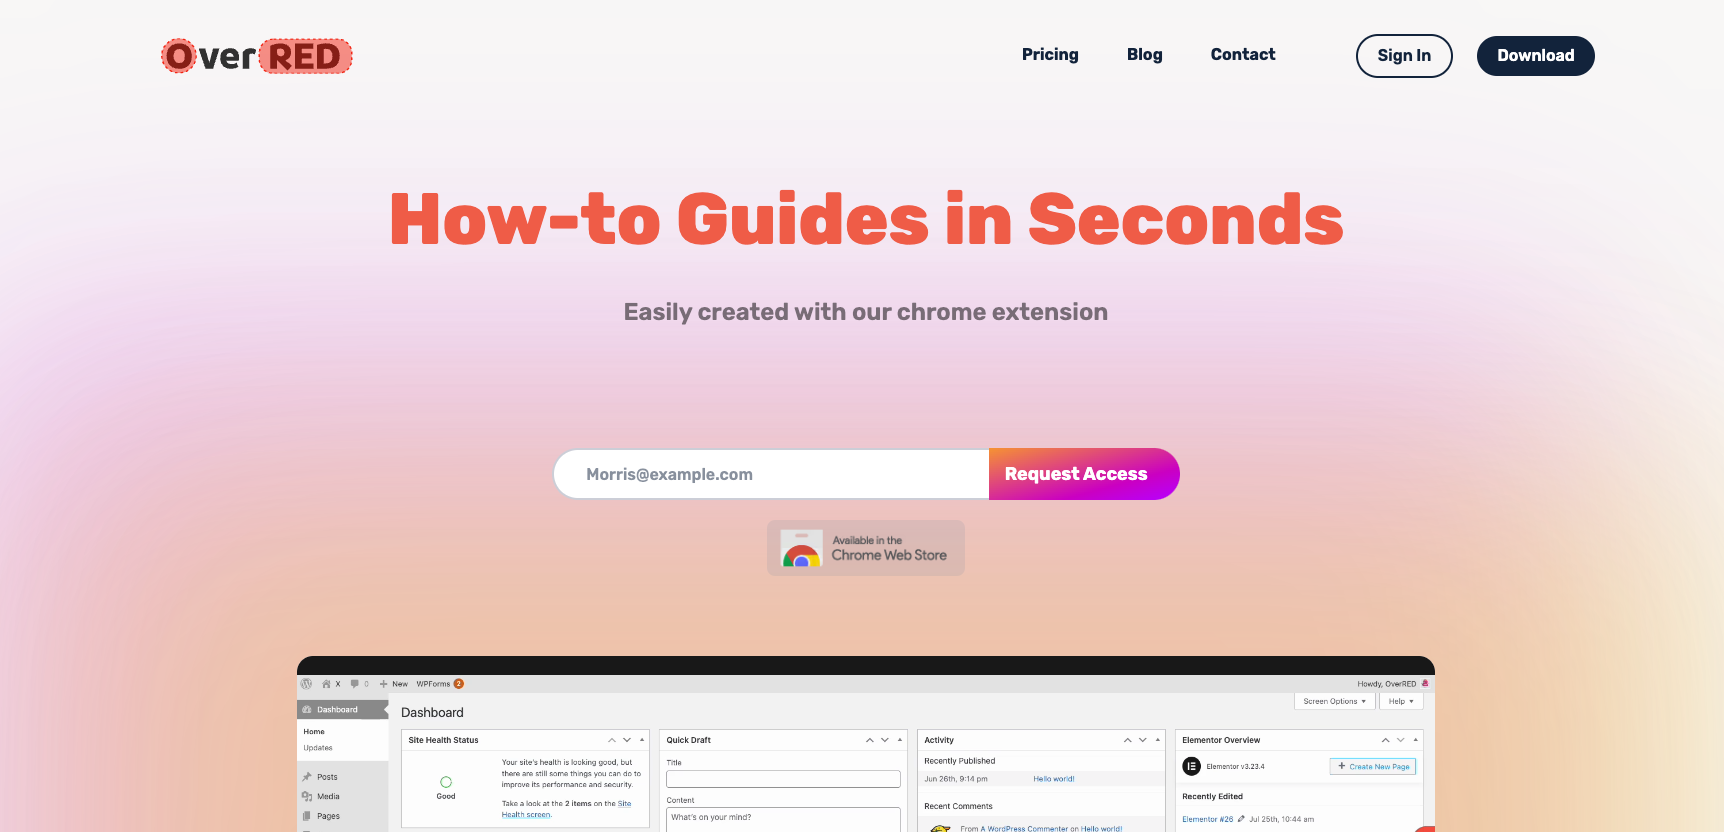 OverRED
Pricing Blog Contact Sign In Download
How-to Guides in Seconds
Easily created with our chrome extension
Morris@example.com Request Access
Available in the
Chrome Web Store
X 0 New WPForms 2 Howdy, OverRED
Dashboard Screen Options Help
Dashboard
Home
Updates
Posts
Media
Pages
Site Health Status
Good
Your site's health is looking good, but
there are still some things you can do to
improve its performance and security.
Take a look at the 2 items on the Site
Health screen.
Quick Draft
Title
Content
What's on your mind?
Activity
Recently Published
Jun 26th, 9:14 pm Hello world!
Recent Comments
From A WordPress Commenter on Hello world!
Elementor Overview
Elementor v3.23.4 + Create New Page
Recently Edited
Elementor #26 Jul 25th, 10:44 am